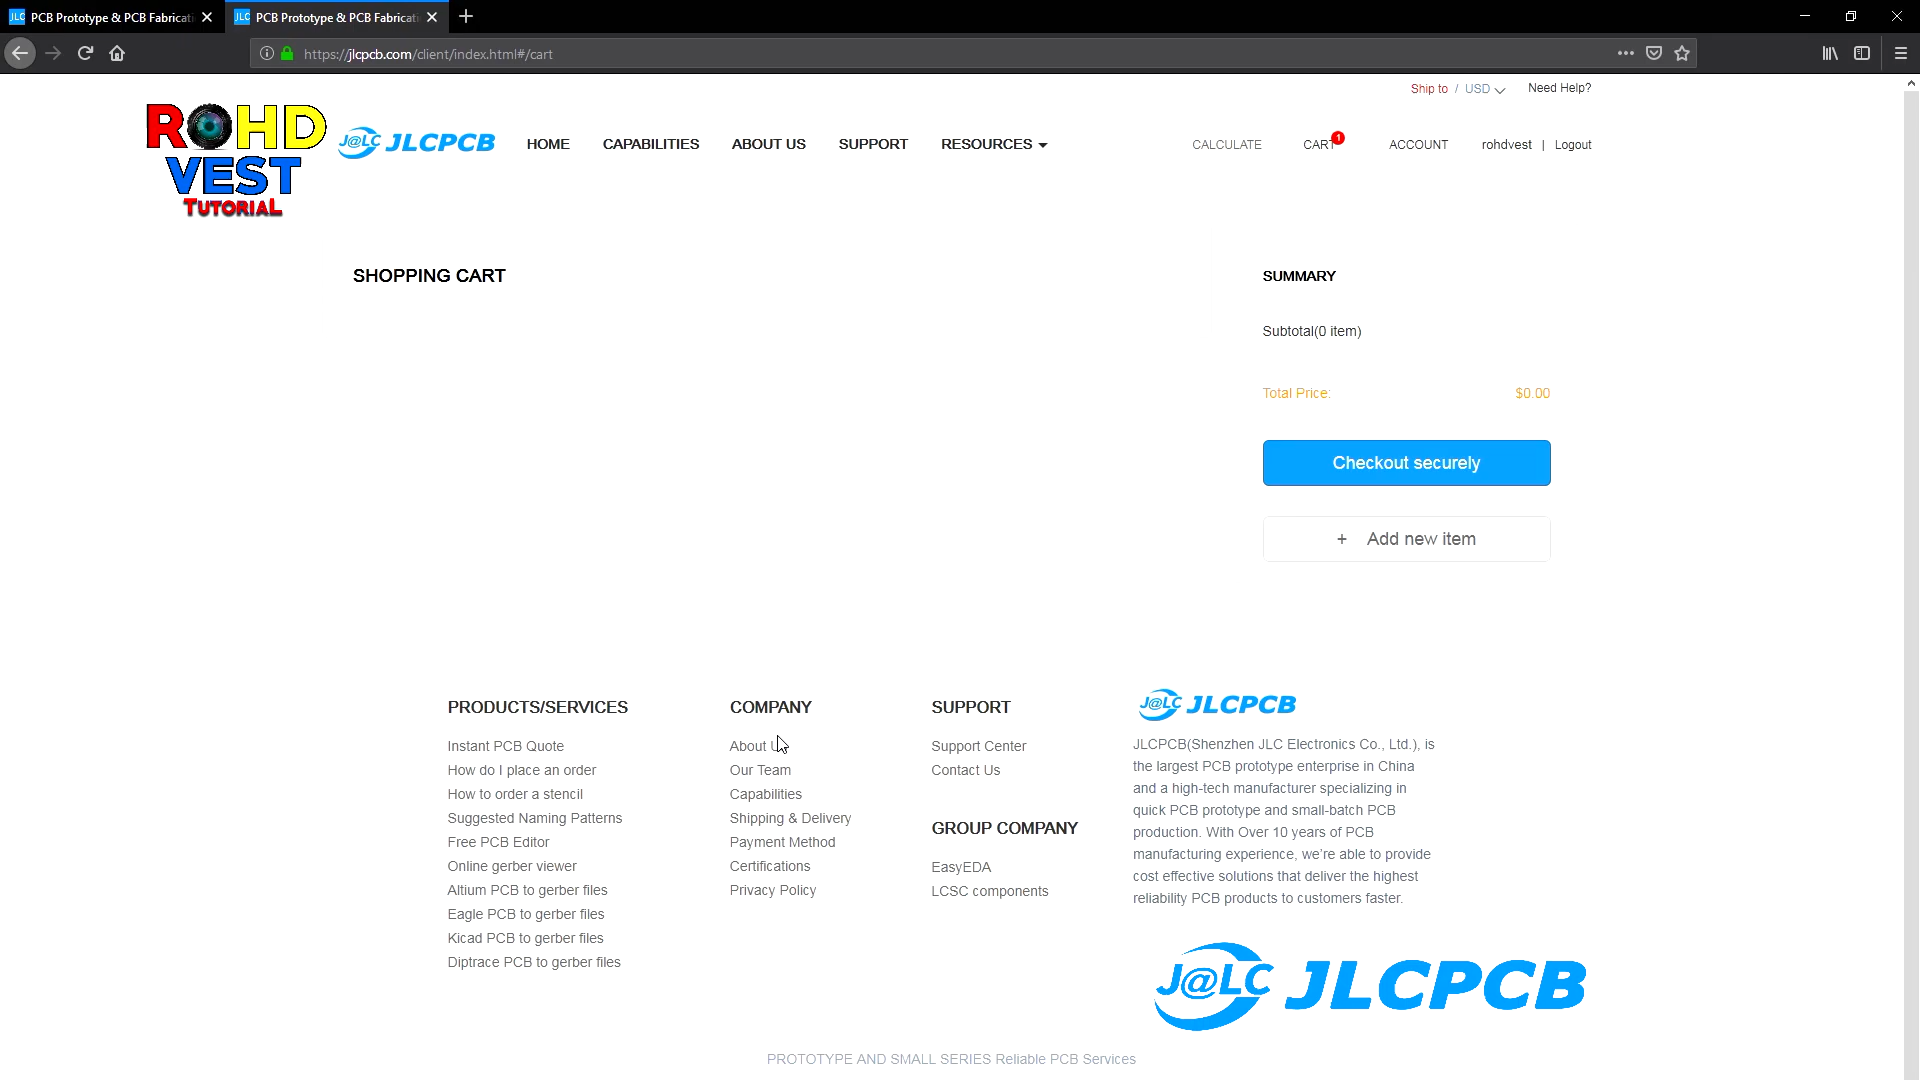 PCB Prototype & PCB Fabricati
PCB Prototype & PCB Fabricati
https://jlcpcb.com/client/index.html#/cart
Ship to / USD
Need Help?
ROHD
VEST
TUTORIAL
J@LC JLCPCB
HOME
CAPABILITIES
ABOUT US
SUPPORT
RESOURCES
CALCULATE
CART 1
ACCOUNT
rohdvest | Logout
SHOPPING CART
SUMMARY
Subtotal(0 item)
Total Price: $0.00
Checkout securely
+ Add new item
PRODUCTS/SERVICES
Instant PCB Quote
How do I place an order
How to order a stencil
Suggested Naming Patterns
Free PCB Editor
Online gerber viewer
Altium PCB to gerber files
Eagle PCB to gerber files
Kicad PCB to gerber files
Diptrace PCB to gerber files
COMPANY
About Us
Our Team
Capabilities
Shipping & Delivery
Payment Method
Certifications
Privacy Policy
SUPPORT
Support Center
Contact Us
GROUP COMPANY
EasyEDA
LCSC components
J@LC JLCPCB
JLCPCB(Shenzhen JLC Electronics Co., Ltd.), is
the largest PCB prototype enterprise in China
and a high-tech manufacturer specializing in
quick PCB prototype and small-batch PCB
production. With Over 10 years of PCB
manufacturing experience, we're able to provide
cost effective solutions that deliver the highest
reliability PCB products to customers faster.
J@LC JLCPCB
PROTOTYPE AND SMALL SERIES Reliable PCB Services